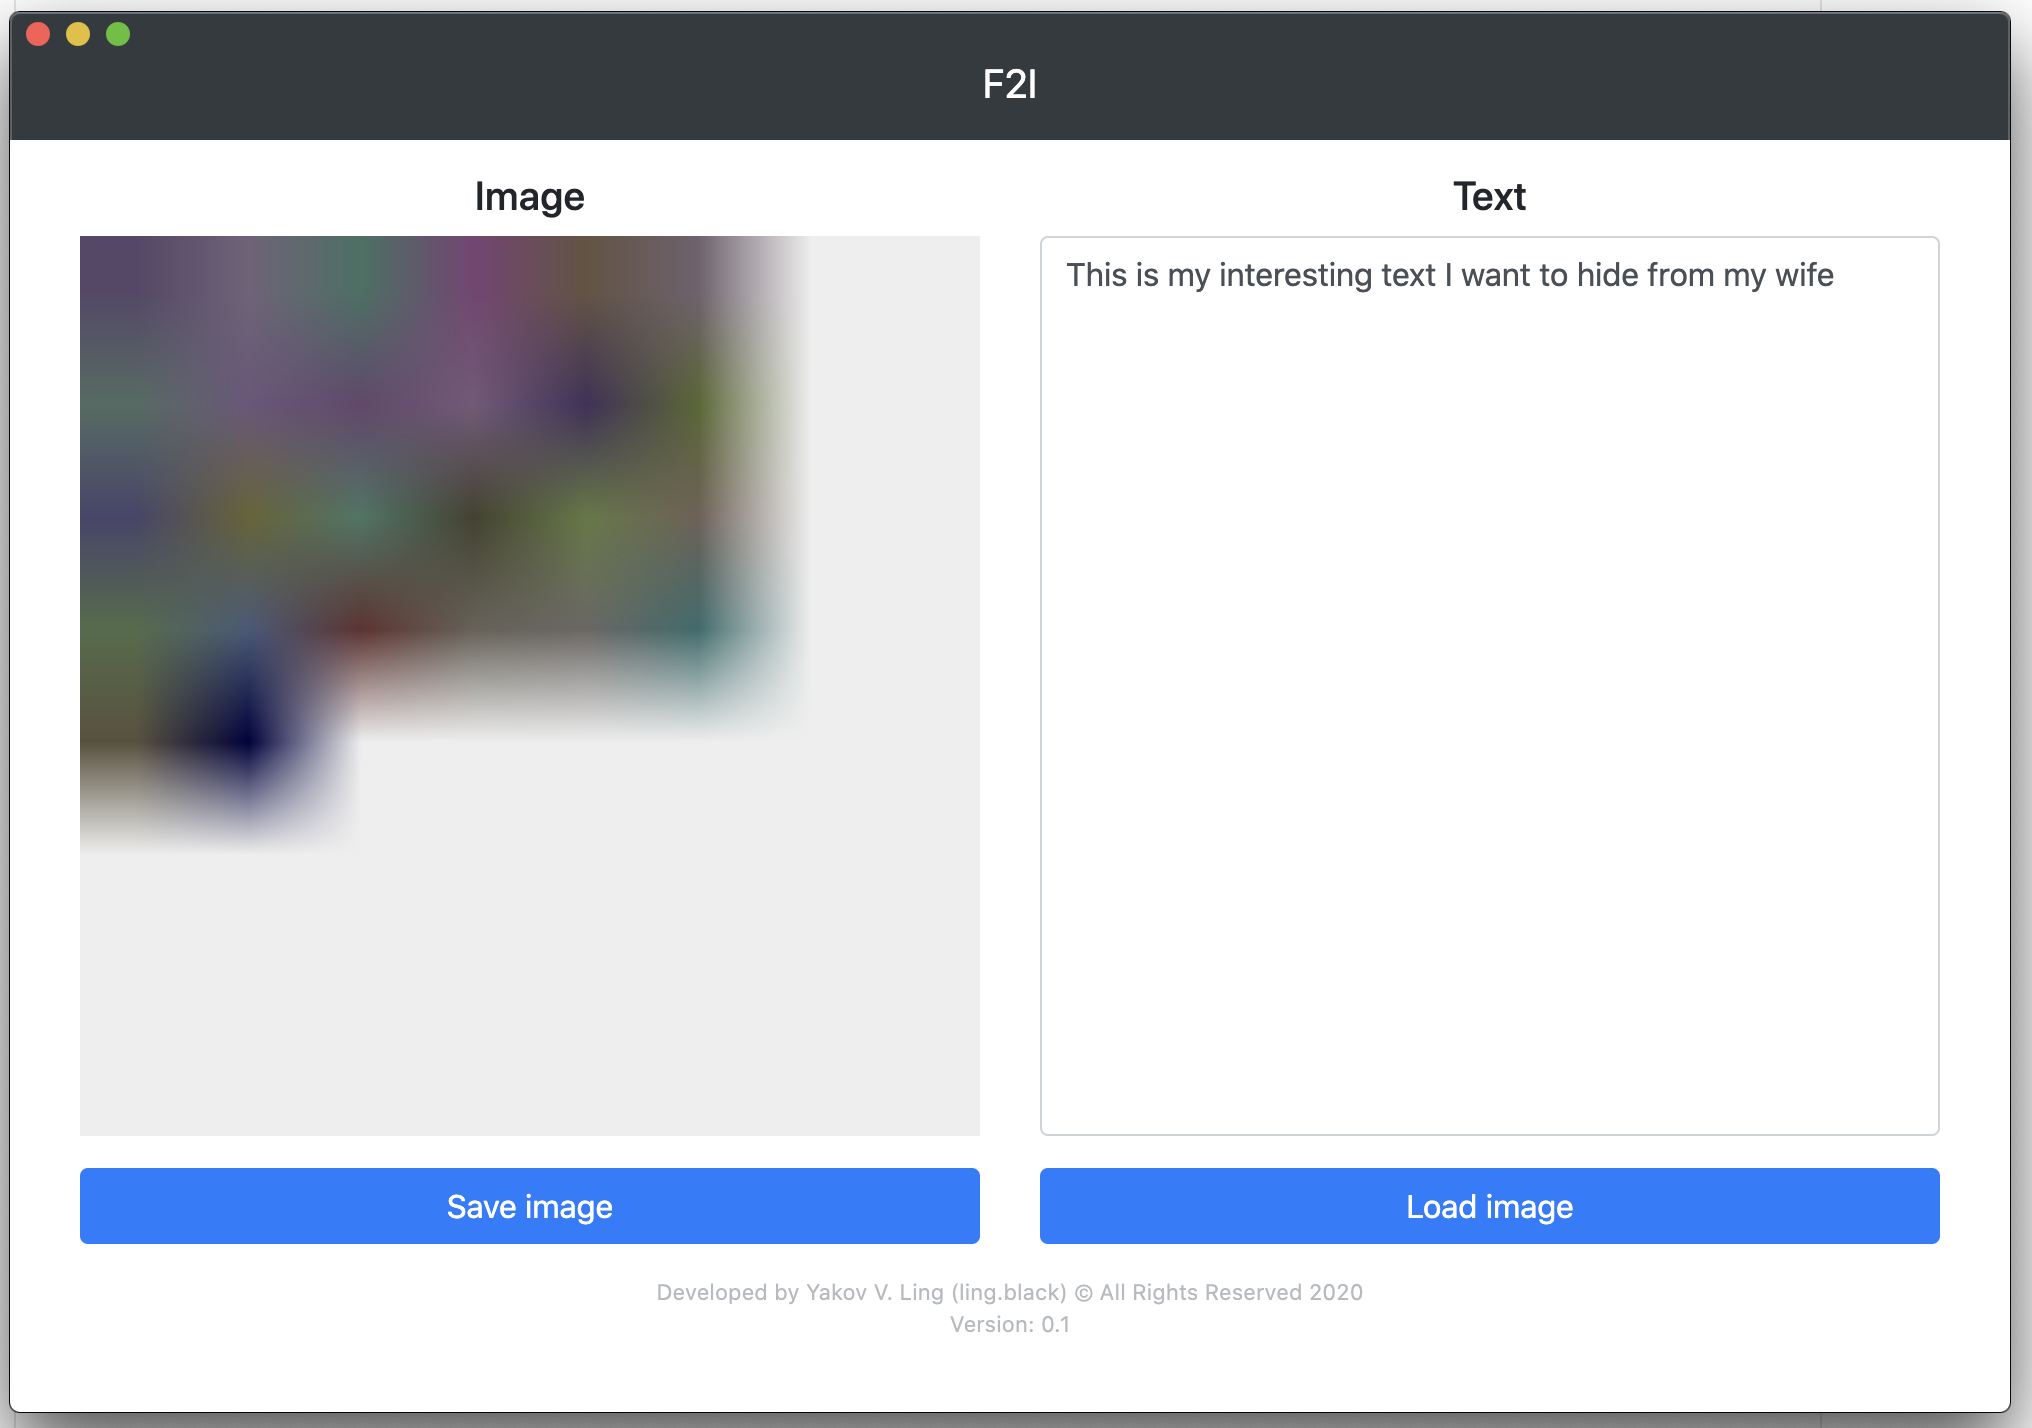 F2I
Image
Text
This is my interesting text I want to hide from my wife
Save image
Load image
Developed by Yakov V. Ling (ling.black) © All Rights Reserved 2020
Version: 0.1